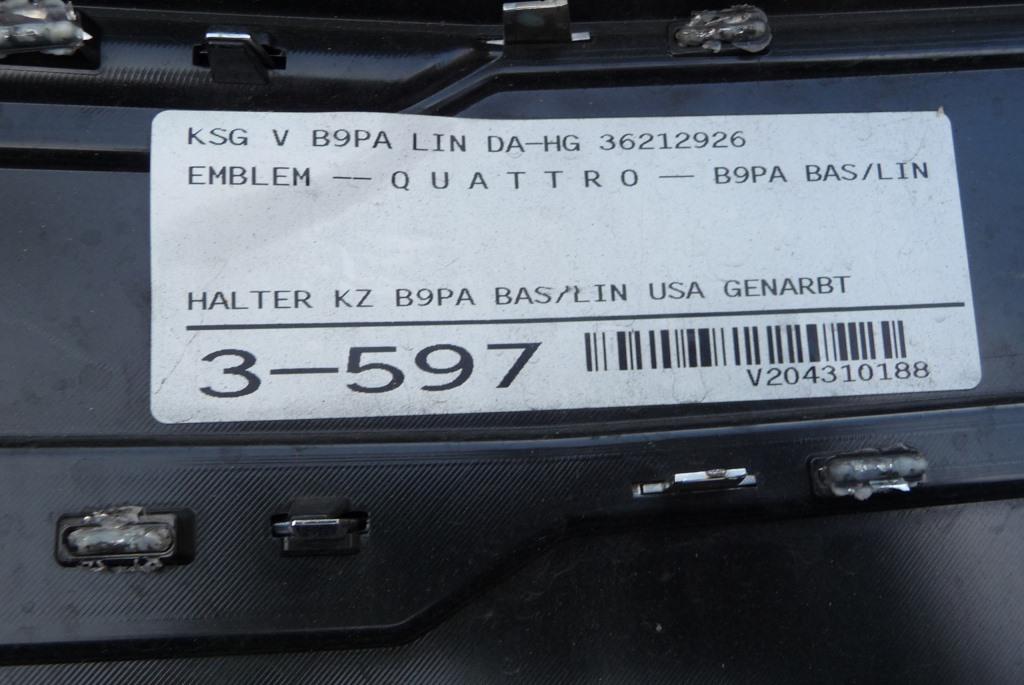 KSG V B9PA LIN DA-HG 36212926
EMBLEM -- Q U A T T R O -- B9PA BAS/LIN
HALTER KZ B9PA BAS/LIN USA GENARBT
3-597
V204310188